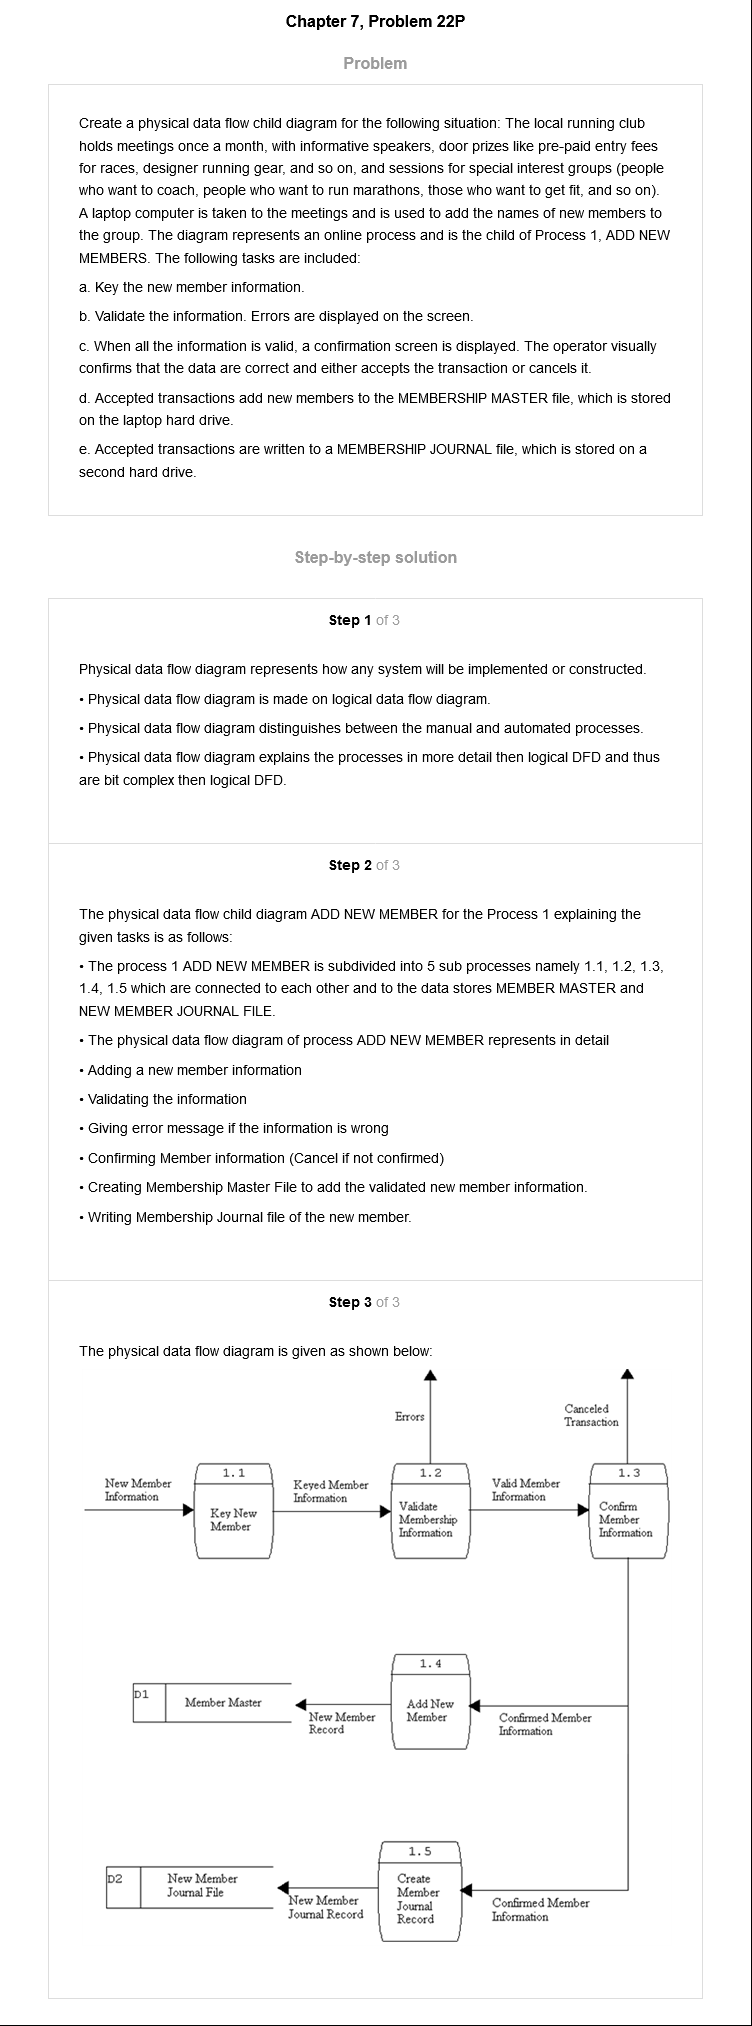 Chapter 7, Problem 22P
Problem
Create a physical data flow child diagram for the following situation: The local running club
holds meetings once a month, with informative speakers, door prizes like pre-paid entry fees
for races, designer running gear, and so on, and sessions for special interest groups (people
who want to coach, people who want to run marathons, those who want to get fit, and so on).
A laptop computer is taken to the meetings and is used to add the names of new members to
the group. The diagram represents an online process and is the child of Process 1, ADD NEW
MEMBERS. The following tasks are included:
a. Key the new member information.
b. Validate the information. Errors are displayed on the screen.
c. When all the information is valid, a confirmation screen is displayed. The operator visually
confirms that the data are correct and either accepts the transaction or cancels it.
d. Accepted transactions add new members to the MEMBERSHIP MASTER file, which is stored
on the laptop hard drive.
e. Accepted transactions are written to a MEMBERSHIP JOURNAL file, which is stored on a
second hard drive.
Step-by-step solution
Step 1 of 3
Physical data flow diagram represents how any system will be implemented or constructed.
• Physical data flow diagram is made on logical data flow diagram.
• Physical data flow diagram distinguishes between the manual and automated processes.
• Physical data flow diagram explains the processes in more detail then logical DFD and thus
are bit complex then logical DFD.
Step 2 of 3
The physical data flow child diagram ADD NEW MEMBER for the Process 1 explaining the
given tasks is as follows:
• The process 1 ADD NEW MEMBER is subdivided into 5 sub processes namely 1.1, 1.2, 1.3,
1.4, 1.5 which are connected to each other and to the data stores MEMBER MASTER and
NEW MEMBER JOURNAL FILE.
• The physical data flow diagram of process ADD NEW MEMBER represents in detail
• Adding a new member information
• Validating the information
• Giving error message if the information is wrong
• Confirming Member information (Cancel if not confirmed)
• Creating Membership Master File to add the validated new member information.
• Writing Membership Journal file of the new member.
Step 3 of 3
The physical data flow diagram is given as shown below:
Errors
Canceled
Transaction
New Member
Information
1.1
Key New
Member
Keyed Member
Information
1.2
Validate
Membership
Information
Valid Member
Information
1.3
Confirm
Member
Information
D1
Member Master
New Member
Record
1.4
Add New
Member
Confirmed Member
Information
D2
New Member
Journal File
New Member
Journal Record
1.5
Create
Member
Journal
Record
Confirmed Member
Information